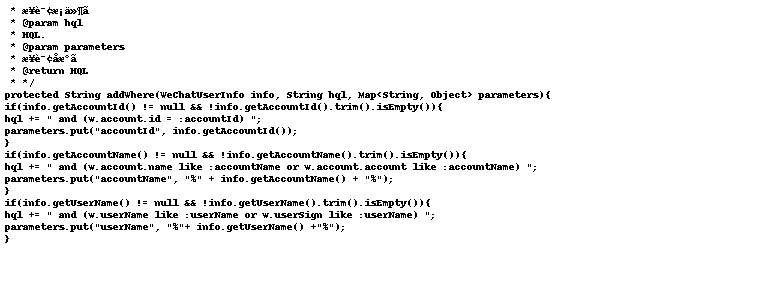 * æ¥è¯¢æ¡ä»¶ã
* @param hql
* HQL.
* @param parameters
* æ¥è¯¢åæ°ã
* @return HQL
* */
protected String addWhere(WeChatUserInfo info, String hql, Map<String, Object> parameters){
if(info.getAccountId() != null && !info.getAccountId().trim().isEmpty()){
hql += " and (w.account.id = :accountId) ";
parameters.put("accountId", info.getAccountId());
}
if(info.getAccountName() != null && !info.getAccountName().trim().isEmpty()){
hql += " and (w.account.name like :accountName or w.account.account like :accountName) ";
parameters.put("accountName", "%" + info.getAccountName() + "%");
}
if(info.getUserName() != null && !info.getUserName().trim().isEmpty()){
hql += " and (w.userName like :userName or w.userSign like :userName) ";
parameters.put("userName", "%"+ info.getUserName() +"%");
}